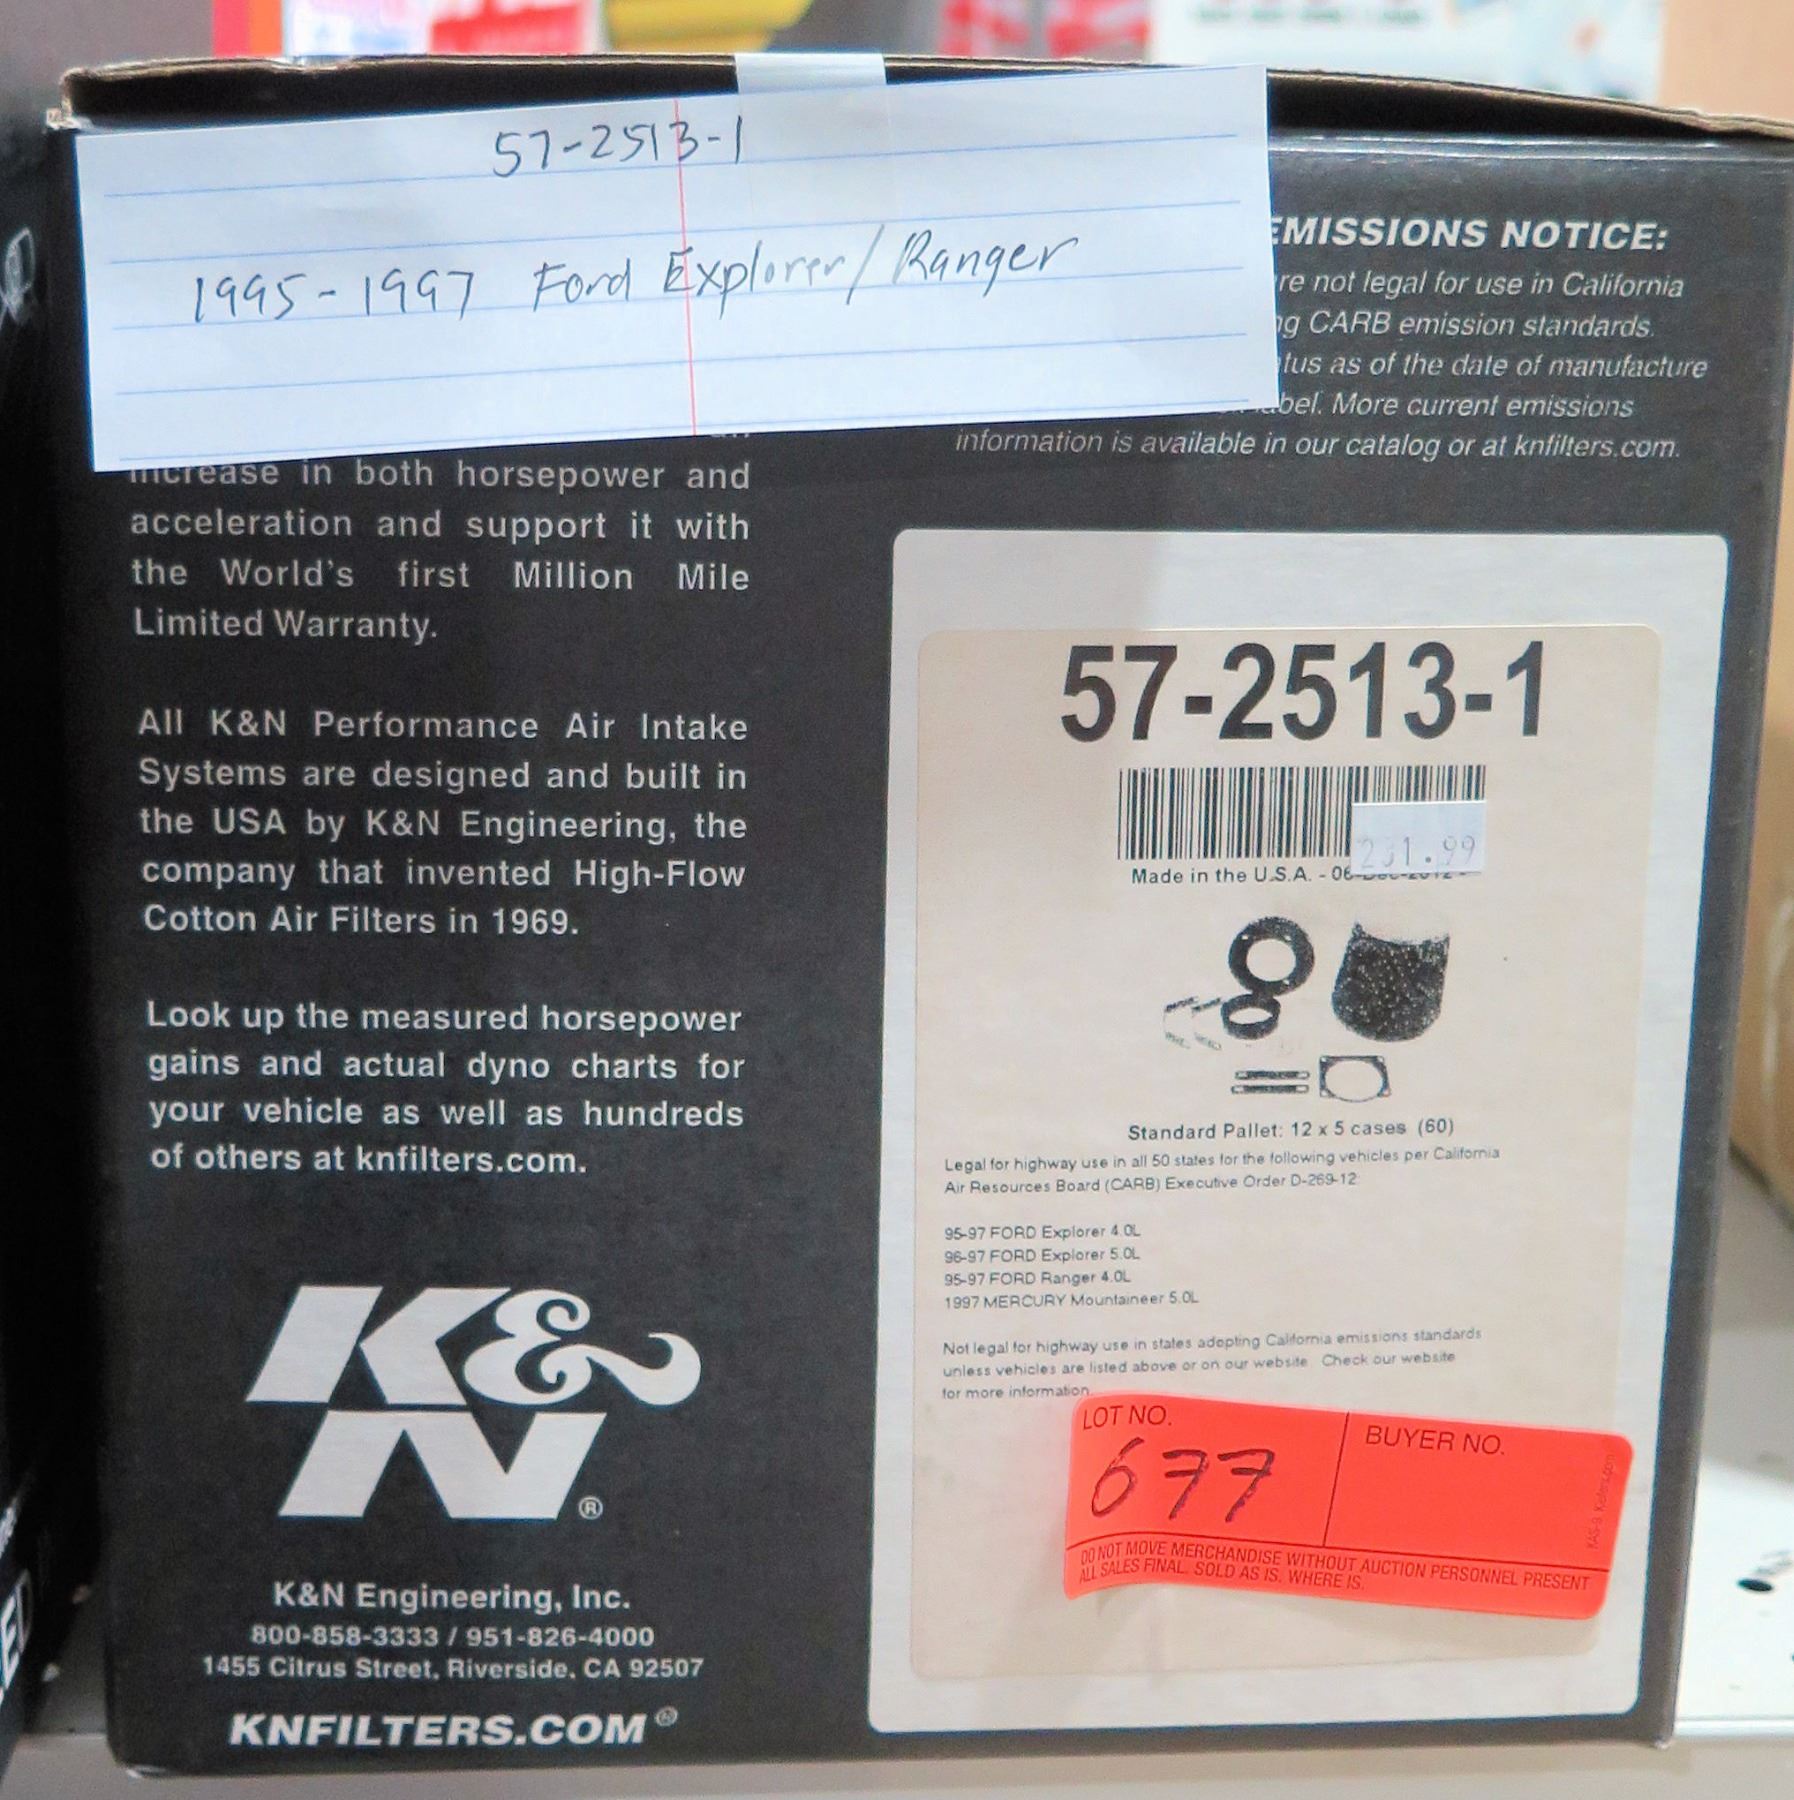 57-2513-1
1995-1997 Ford Explorer/Ranger
increase in both horsepower and
acceleration and support it with
the World's first Million Mile
Limited Warranty.
All K&N Performance Air Intake
Systems are designed and built in
the USA by K&N Engineering, the
company that invented High-Flow
Cotton Air Filters in 1969.
Look up the measured horsepower
gains and actual dyno charts for
your vehicle as well as hundreds
of others at knfilters.com.
K&N®
K&N Engineering, Inc.
800-858-3333 / 951-826-4000
1455 Citrus Street, Riverside, CA 92507
KNFILTERS.COM®
EMISSIONS NOTICE:
re not legal for use in California
CARB emission standards.
as of the date of manufacture
More current emissions
information is available in our catalog or at knfilters.com.
57-2513-1
Made in the U.S.A. - 06
Standard Pallet: 12 x 5 cases (60)
Legal for highway use in all 50 states for the following vehicles per California
Air Resources Board (CARB) Executive Order D-269-12
95-97 FORD Explorer 4.0L
96-97 FORD Explorer 5.0L
95-97 FORD Ranger 4.0L
1997 MERCURY Mountaineer 5.0L
Not legal for highway use in states adopting California emissions standards
unless vehicles are listed above or on our website Check our website
for more information.
LOT NO.
677
BUYER NO.
DO NOT MOVE MERCHANDISE WITHOUT AUCTION PERSONNEL PRESENT
ALL SALES FINAL. SOLD AS IS. WHERE IS.